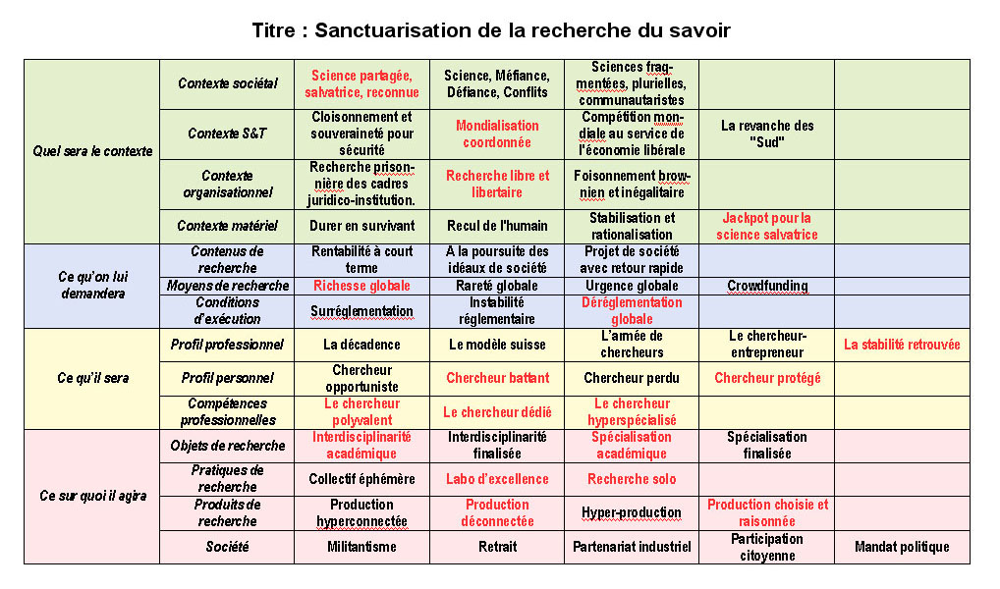 Titre : Sanctuarisation de la recherche du savoir
Quel sera le contexte
Contexte sociétal
Science partagée,
salvatrice, reconnue
Science, Méfiance,
Défiance, Conflits
Sciences frag-
mentées, plurielles,
communautaristes
Contexte S&T
Cloisonnement et
souveraineté pour
sécurité
Mondialisation
coordonnée
Compétition mon-
diale au service de
l'économie libérale
La revanche des
"Sud"
Contexte
organisationnel
Recherche prison-
nière des cadres
juridico-institution.
Recherche libre et
libertaire
Foisonnement brow-
nien et inégalitaire
Contexte matériel
Durer en survivant
Recul de l'humain
Stabilisation et
rationalisation
Jackpot pour la
science salvatrice
Ce qu'on lui
demandera
Contenus de
recherche
Rentabilité à court
terme
A la poursuite des
idéaux de société
Projet de société
avec retour rapide
Moyens de recherche
Richesse globale
Rareté globale
Urgence globale
Crowdfunding
Conditions
d'exécution
Surréglementation
Instabilité
réglementaire
Déréglementation
globale
Ce qu'il sera
Profil professionnel
La décadence
Le modèle suisse
L'armée de
chercheurs
Le chercheur-
entrepreneur
La stabilité retrouvée
Profil personnel
Chercheur
opportuniste
Chercheur battant
Chercheur perdu
Chercheur protégé
Compétences
professionnelles
Le chercheur
polyvalent
Le chercheur dédié
Le chercheur
hyperspécialisé
Ce sur quoi il agira
Objets de recherche
Interdisciplinarité
académique
Interdisciplinarité
finalisée
Spécialisation
académique
Spécialisation
finalisée
Pratiques de
recherche
Collectif éphémère
Labo d'excellence
Recherche solo
Produits de
recherche
Production
hyperconnectée
Production
déconnectée
Hyper-production
Production choisie et
raisonnée
Société
Militantisme
Retrait
Partenariat industriel
Participation
citoyenne
Mandat politique